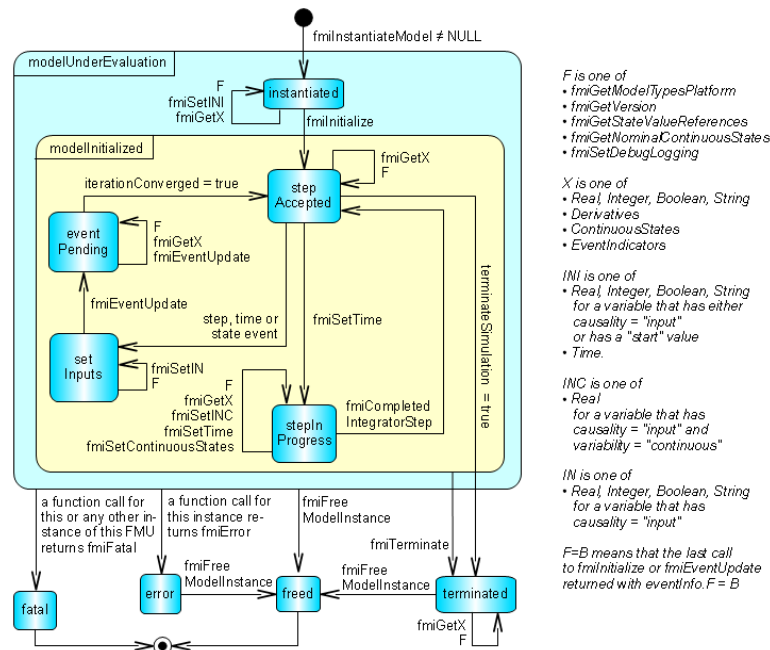 fmiInstantiateModel ≠ NULL
modelUnderEvaluation
F
fmiSetINI
fmiGetX
instantiated
fmiInitialize
modelInitialized
fmiGetX
F
iterationConverged = true
step
Accepted
event
Pending
F
fmiGetX
fmiEventUpdate
fmiEventUpdate
step, time or
state event
fmiSetTime
terminateSimulation = true
set
Inputs
fmiSetIN
F
F
fmiGetX
fmiSetINC
fmiSetTime
fmiSetContinuousStates
stepIn
Progress
fmiCompleted
IntegratorStep
a function call for
this or any other in-
stance of this FMU
returns fmiFatal
a function call for
this instance re-
turns fmiError
fmiFree
ModelInstance
fmiTerminate
fmiFree
ModelInstance
fmiFree
ModelInstance
fatal
error
freed
terminated
fmiGetX
F
F is one of
• fmiGetModelTypesPlatform
• fmiGetVersion
• fmiGetStateValueReferences
• fmiGetNominalContinuousStates
• fmiSetDebugLogging
X is one of
• Real, Integer, Boolean, String
• Derivatives
• ContinuousStates
• EventIndicators
INI is one of
• Real, Integer, Boolean, String
for a variable that has either
causality = "input"
or has a "start" value
• Time.
INC is one of
• Real
for a variable that has
causality = "input" and
variability = "continuous"
IN is one of
• Real, Integer, Boolean, String
for a variable that has
causality = "input"
F=B means that the last call
to fmiInitialize or fmiEventUpdate
returned with eventInfo.F = B